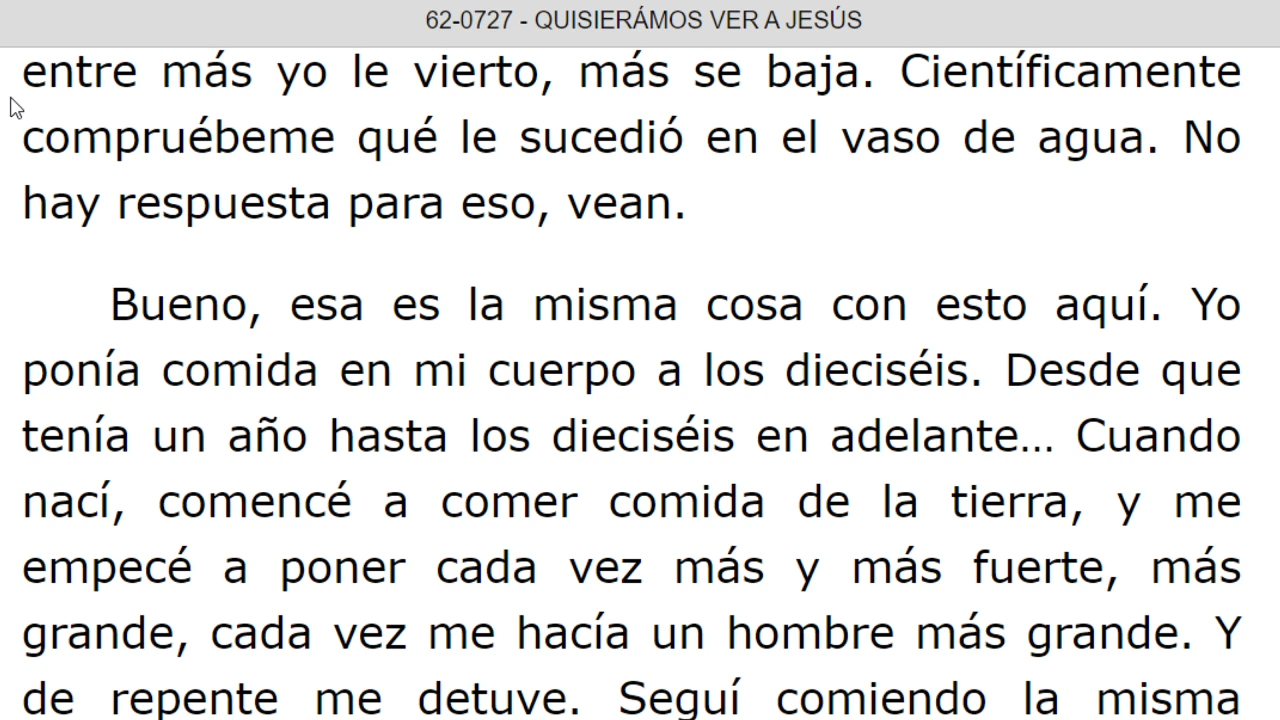 62-0727 - QUISIERÁMOS VER A JESÚS
entre más yo le vierto, más se baja. Científicamente
compruébeme qué le sucedió en el vaso de agua. No
hay respuesta para eso, vean.
Bueno, esa es la misma cosa con esto aquí. Yo
ponía comida en mi cuerpo a los dieciséis. Desde que
tenía un año hasta los dieciséis en adelante... Cuando
nací, comencé a comer comida de la tierra, y me
empecé a poner cada vez más y más fuerte, más
grande, cada vez me hacía un hombre más grande. Y
de repente me detuve. Seguí comiendo la misma